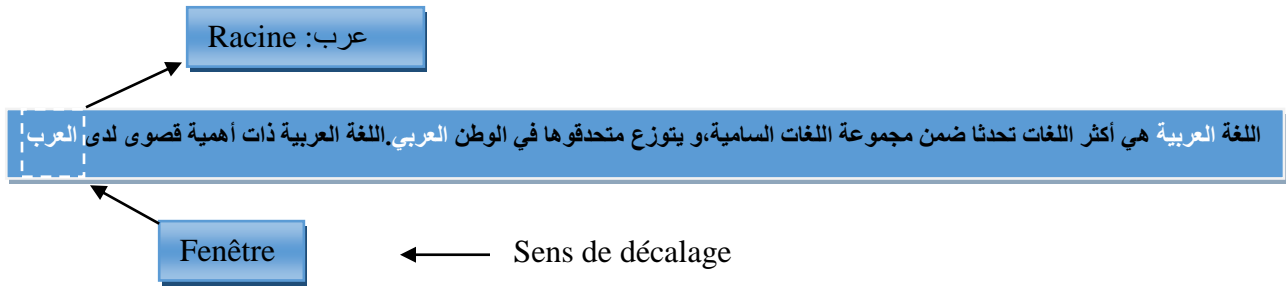 Racine :عرب
اللغة العربية هي أكثر اللغات تحدثا ضمن مجموعة اللغات السامية،و يتوزع متحدقوها في الوطن العربي.اللغة العربية ذات أهمية قصوى لدى العرب
Fenêtre
Sens de décalage